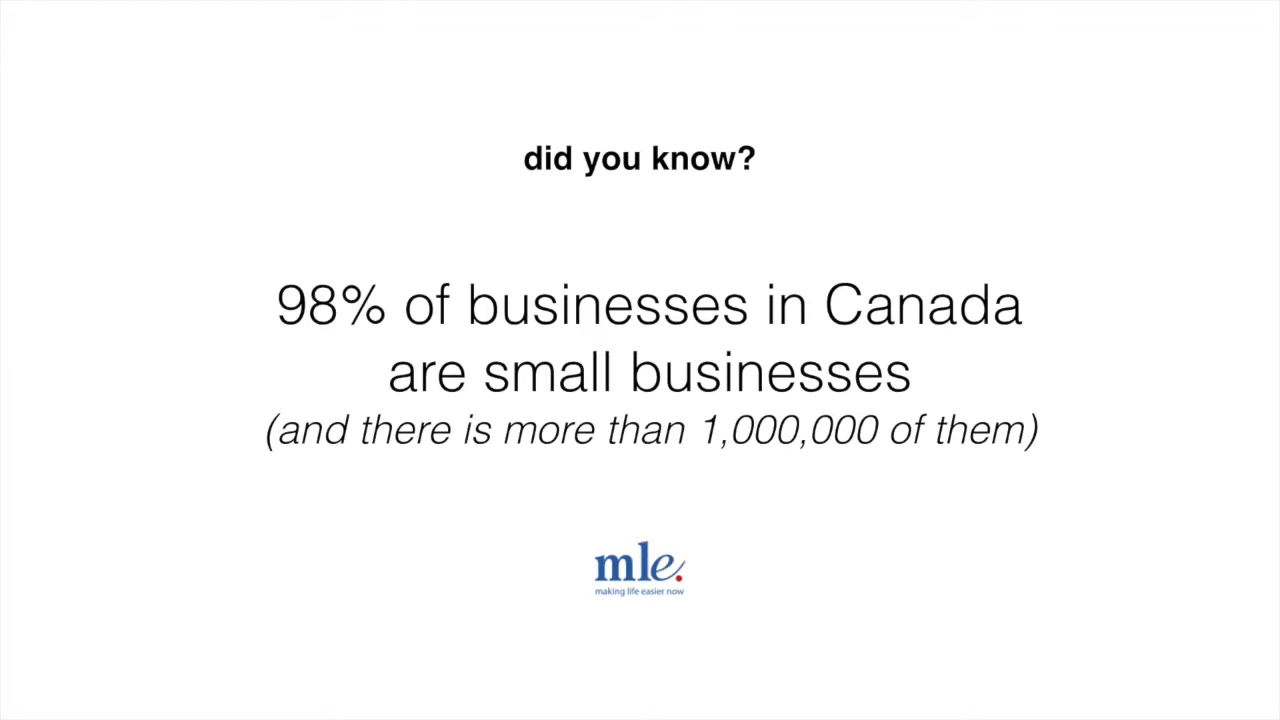 did you know?
98% of businesses in Canada
are small businesses
(and there is more than 1,000,000 of them)
mle.
making life easier now